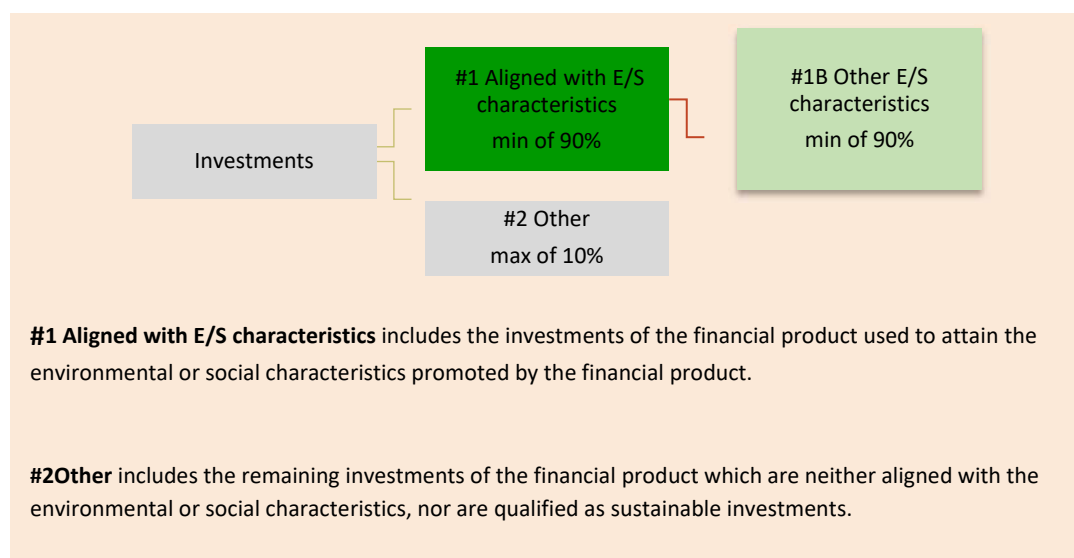 #1 Aligned with E/S
characteristics
min of 90%
#1B Other E/S
characteristics
min of 90%
Investments
#2 Other
max of 10%
#1 Aligned with E/S characteristics includes the investments of the financial product used to attain the
environmental or social characteristics promoted by the financial product.
#2Other includes the remaining investments of the financial product which are neither aligned with the
environmental or social characteristics, nor are qualified as sustainable investments.